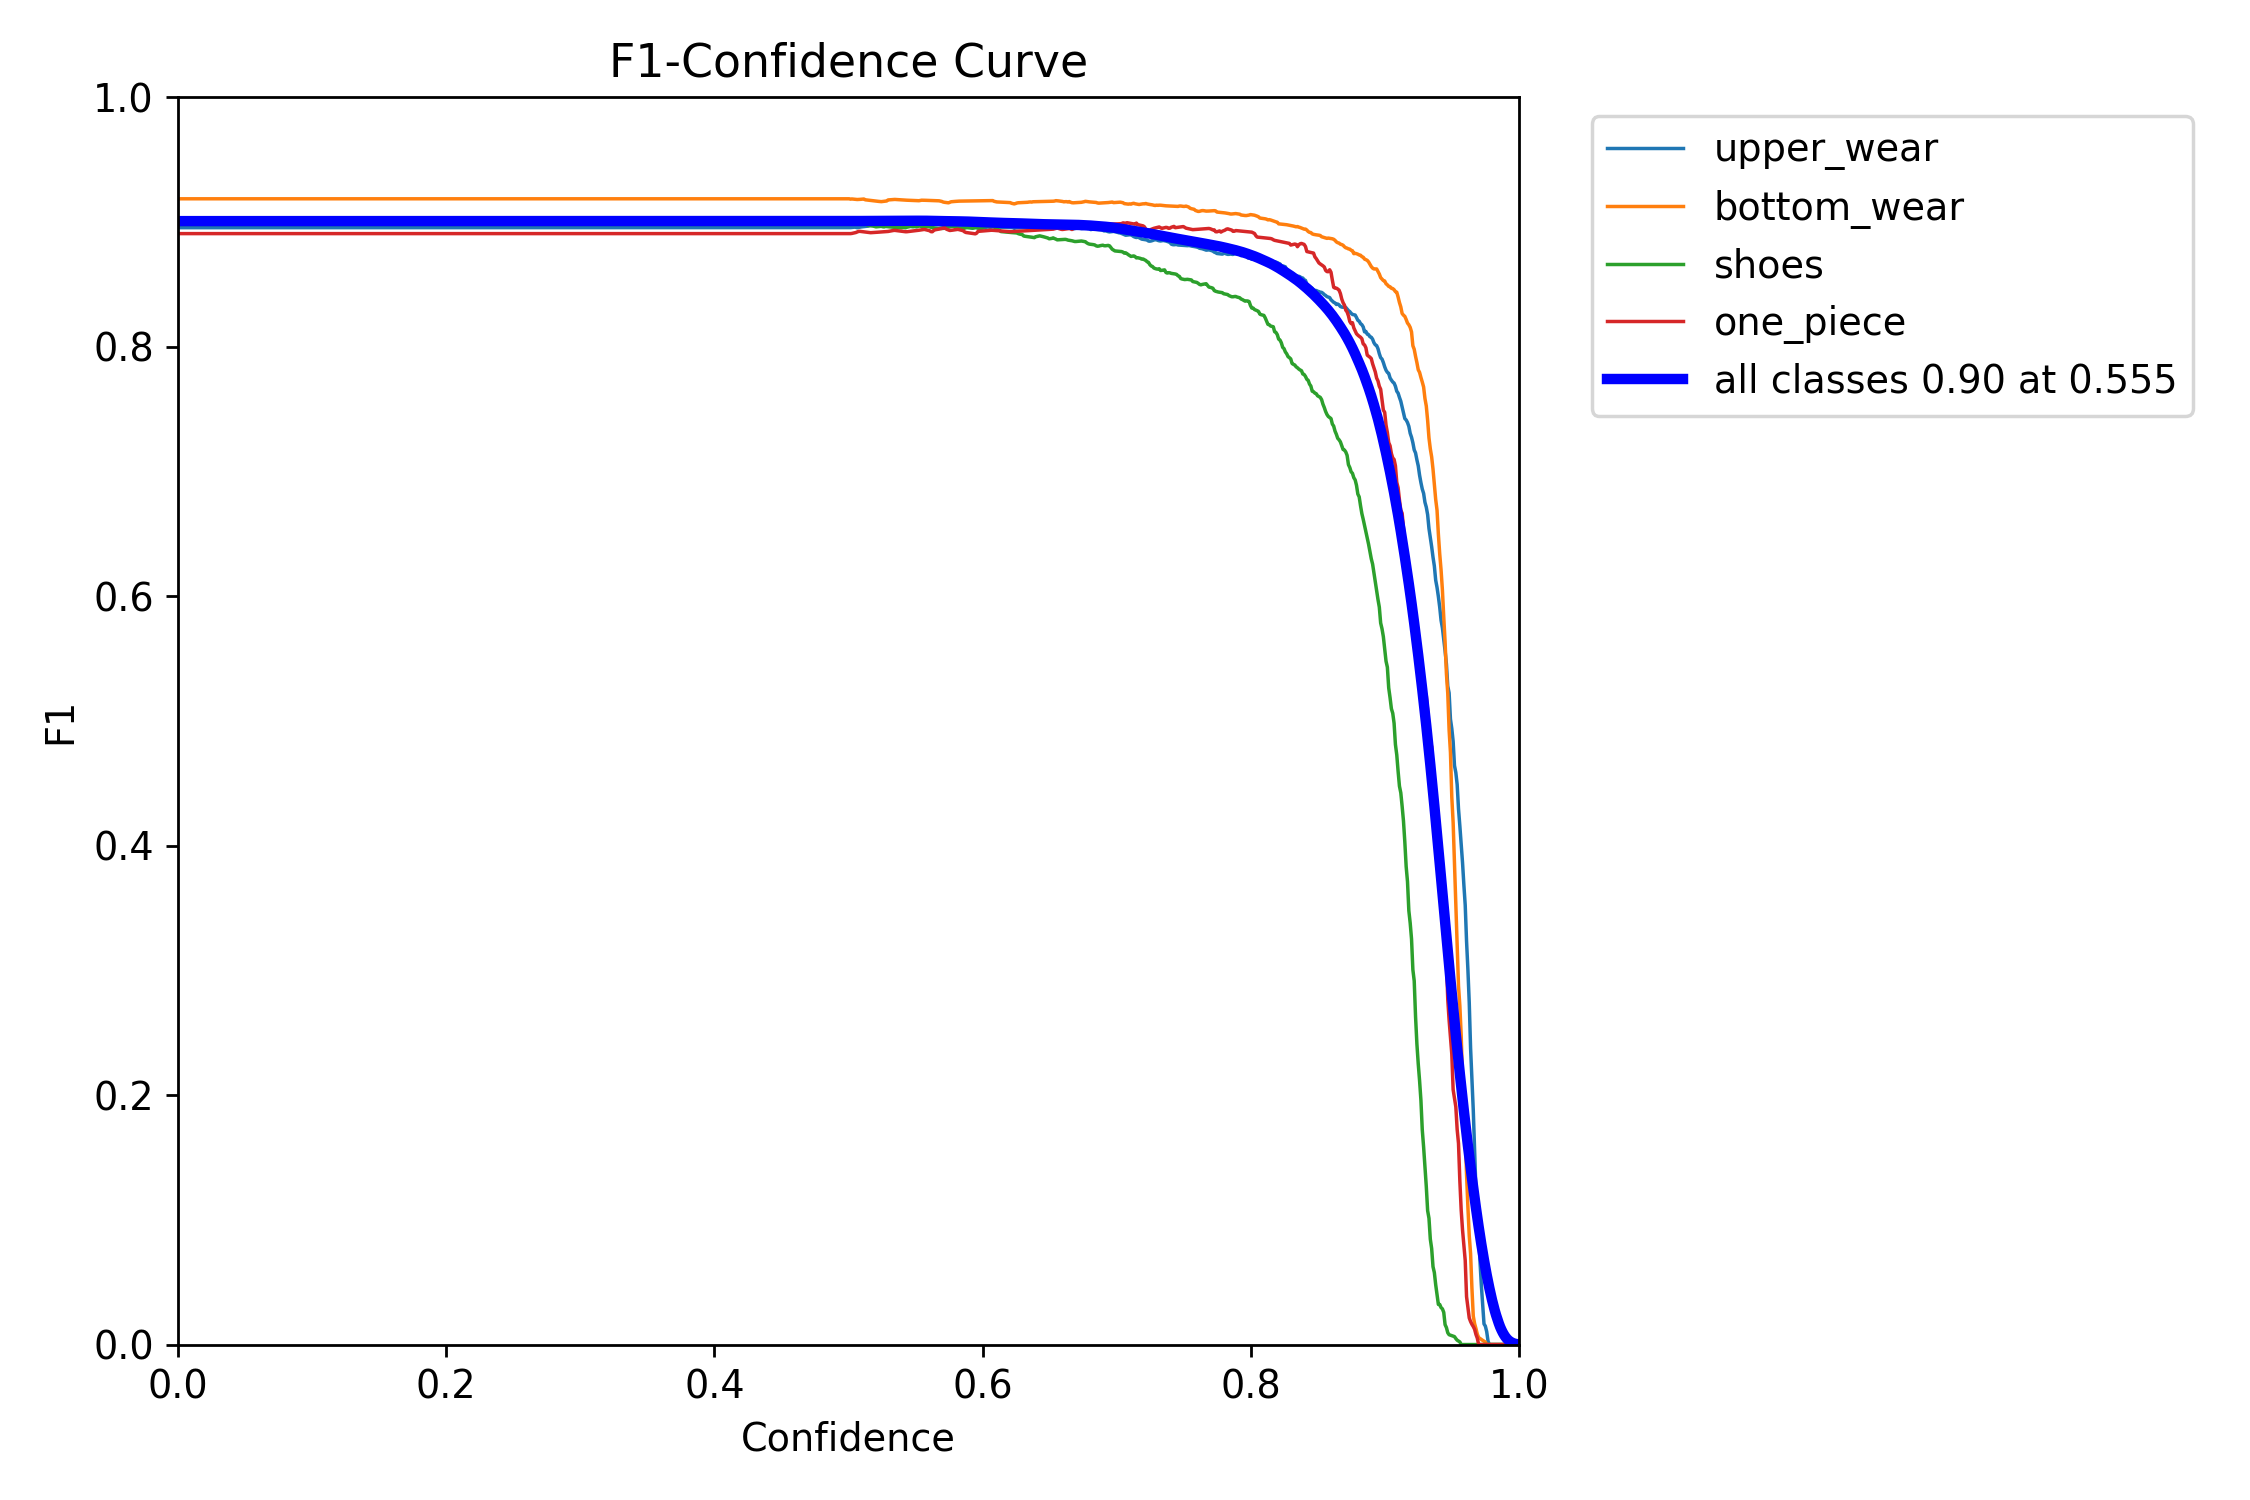 F1-Confidence Curve
1.0
0.8
0.6
0.4
0.2
0.0
F1
0.0 0.2 0.4 0.6 0.8 1.0
Confidence
upper_wear
bottom_wear
shoes
one_piece
all classes 0.90 at 0.555